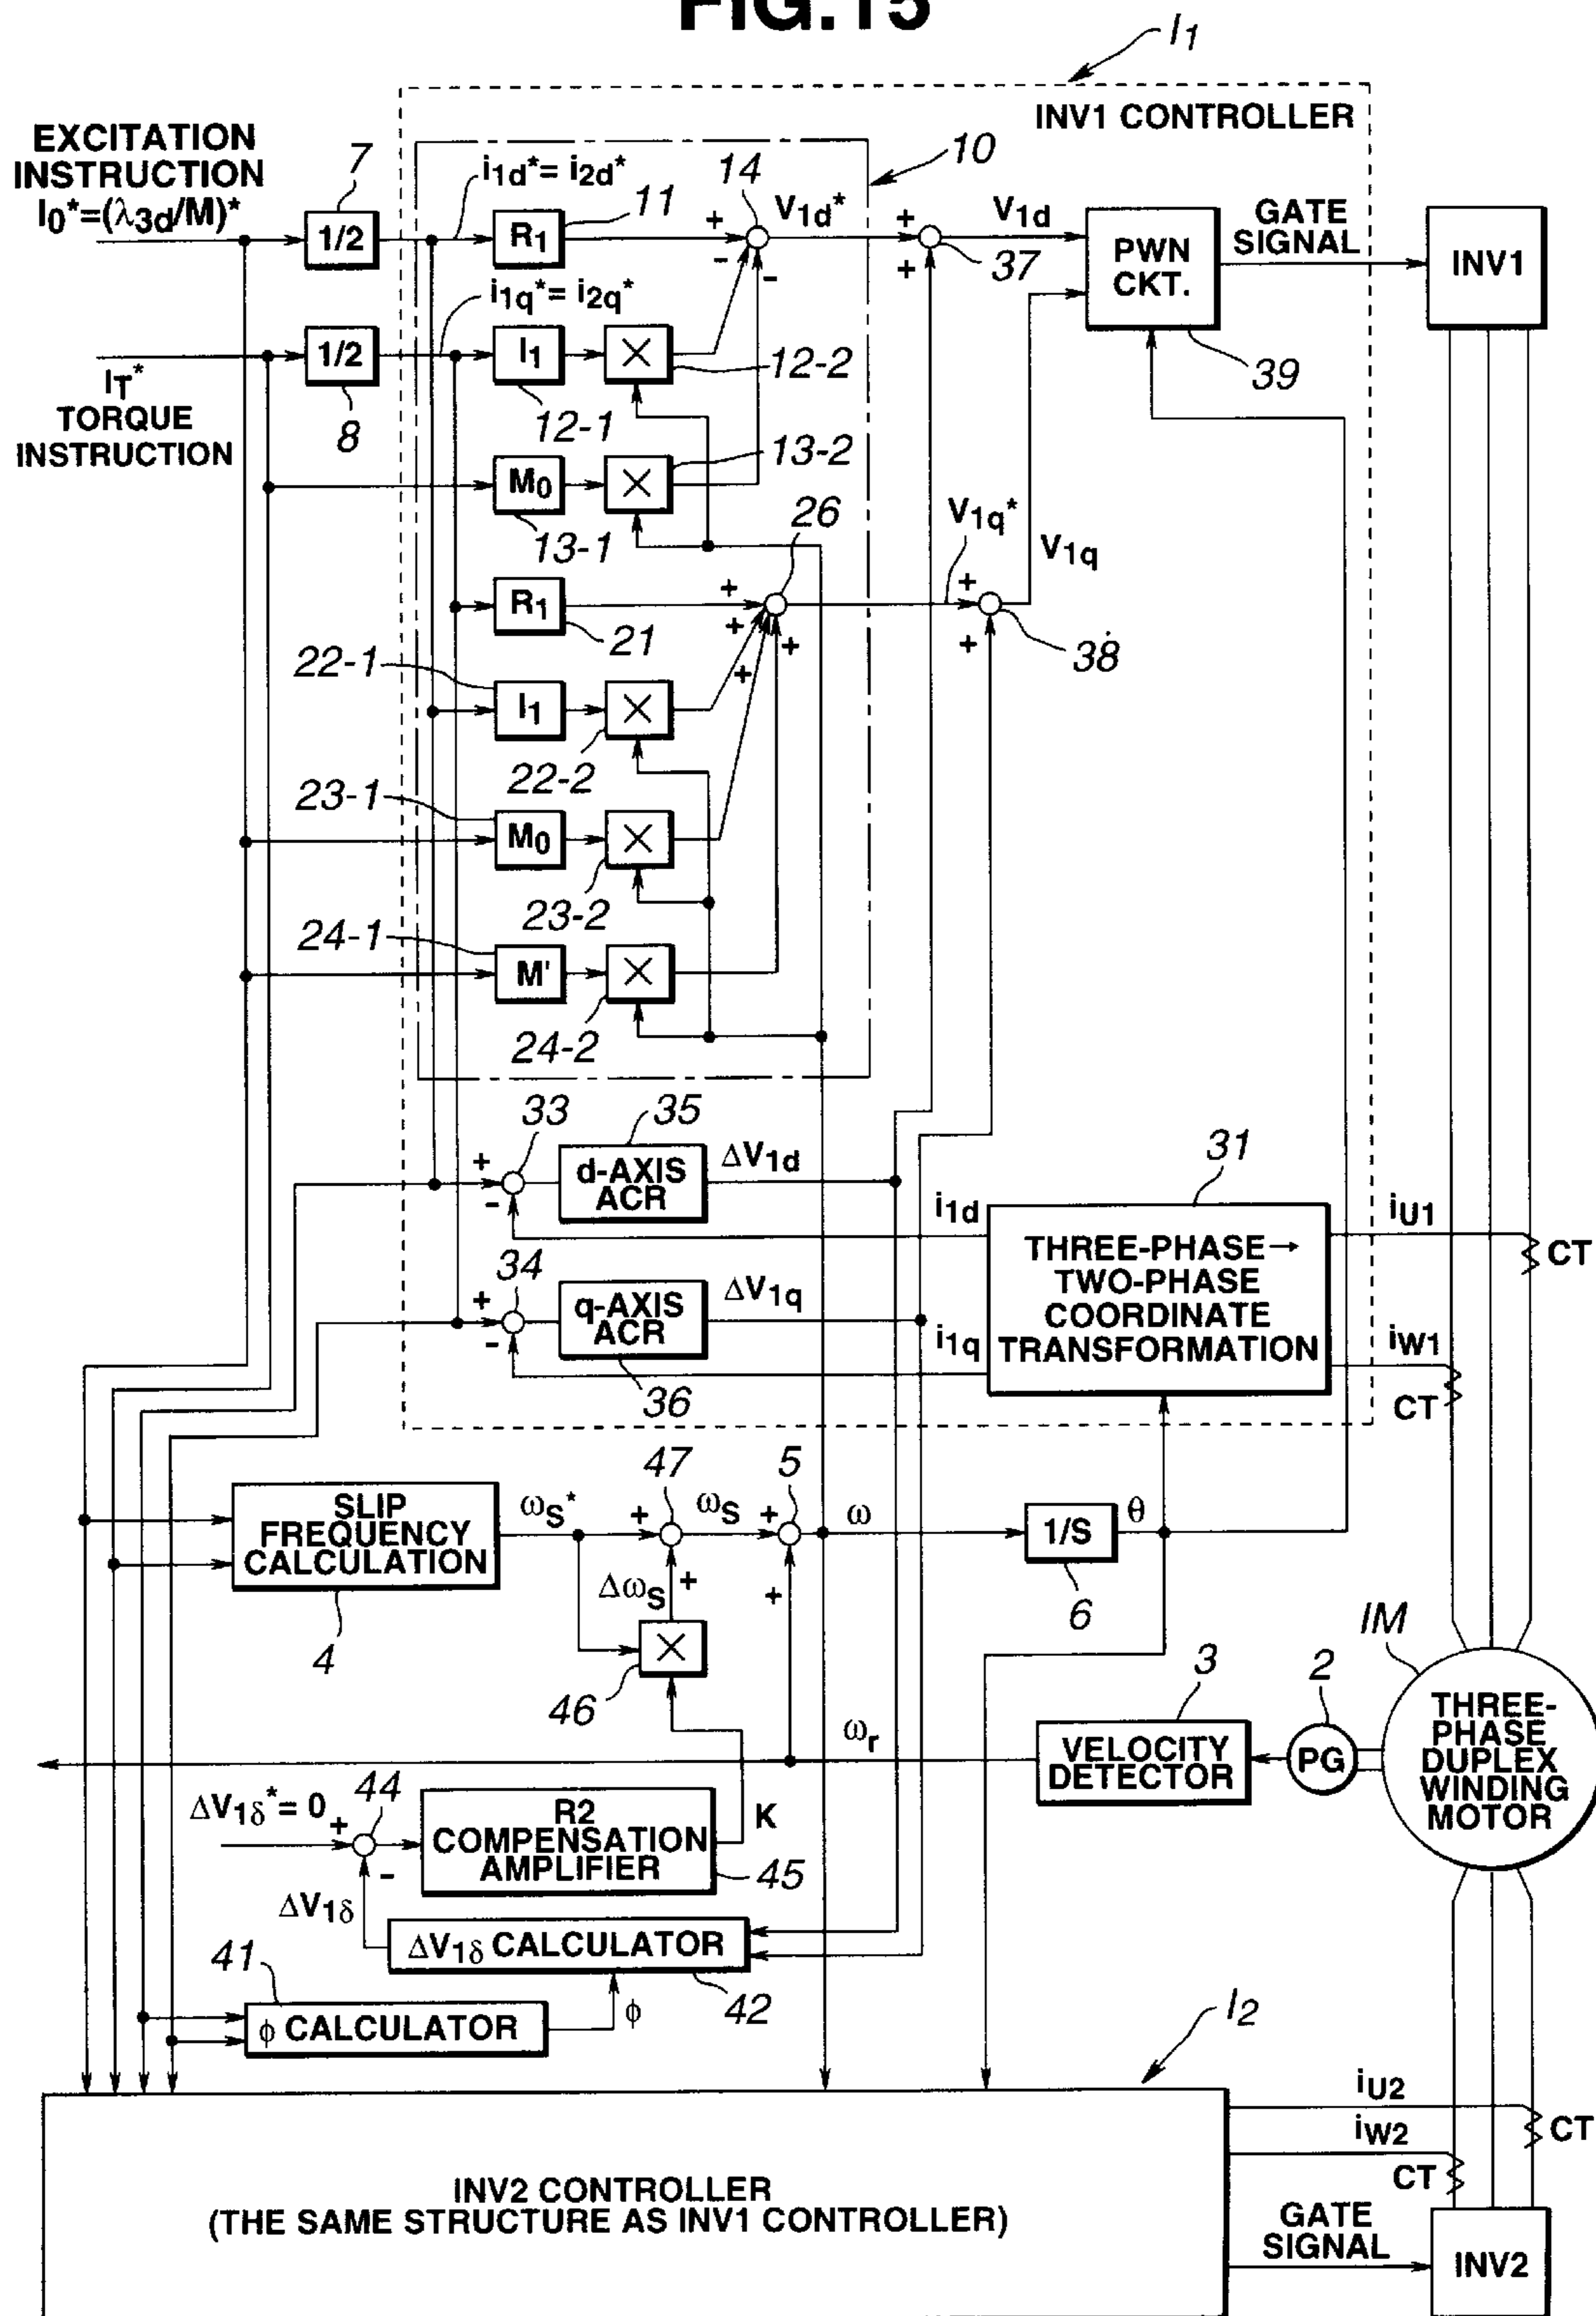 FIG.15
I1
INV1 CONTROLLER
EXCITATION
INSTRUCTION
I0*=(λ3d/M)*
7
1/2
i1d*= i2d*
11
R1
14
V1d*
10
+
-
-
+
+
37
V1d
PWN
CKT.
39
GATE
SIGNAL
INV1
IT*
TORQUE
INSTRUCTION
1/2
8
i1q*= i2q*
I1
12-1
×
12-2
M0
13-1
×
13-2
R1
21
26
+
+
+
+
V1q*
V1q
+
+
38
22-1
I1
×
22-2
23-1
M0
×
23-2
24-1
M'
×
24-2
33
+
-
35
d-AXIS
ACR
ΔV1d
34
+
-
q-AXIS
ACR
36
ΔV1q
i1d
i1q
31
THREE-PHASE→
TWO-PHASE
COORDINATE
TRANSFORMATION
iU1
CT
iW1
CT
SLIP
FREQUENCY
CALCULATION
4
ωS*
47
+
+
ωS
ΔωS
×
46
5
+
+
ω
1/S
6
θ
ωr
3
VELOCITY
DETECTOR
2
PG
IM
THREE-
PHASE
DUPLEX
WINDING
MOTOR
ΔV1δ*= 0
+
-
44
R2
COMPENSATION
AMPLIFIER
45
K
ΔV1δ
ΔV1δ CALCULATOR
42
41
ϕ CALCULATOR
ϕ
I2
INV2 CONTROLLER
(THE SAME STRUCTURE AS INV1 CONTROLLER)
iU2
CT
iW2
CT
GATE
SIGNAL
INV2